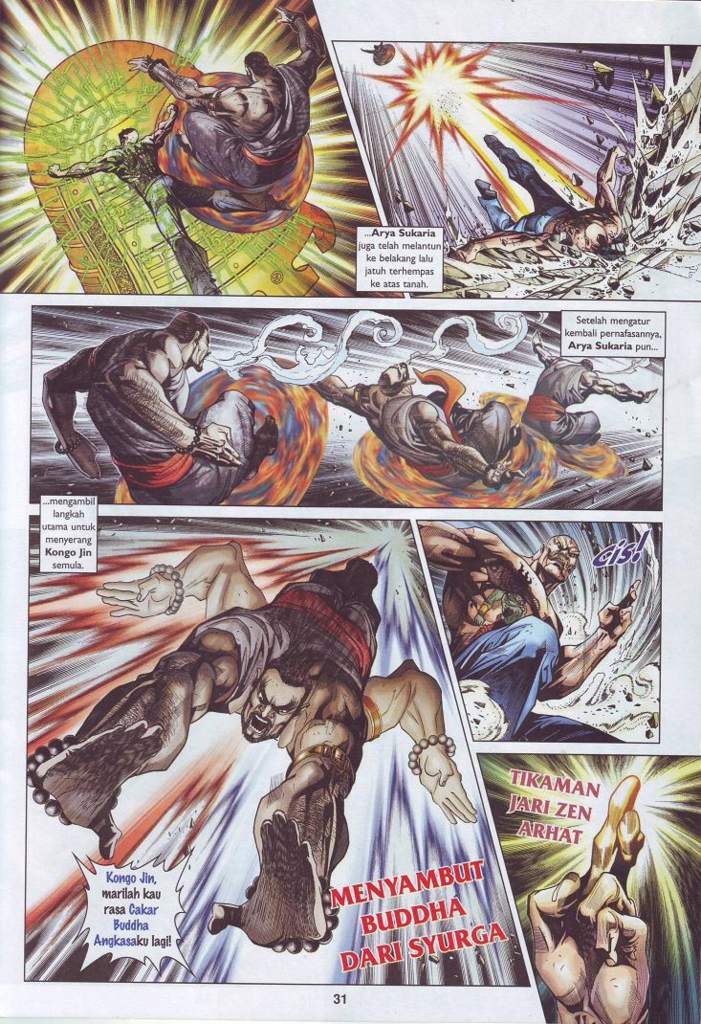 ...Arya Sukaria
juga telah melantun
ke belakang lalu
jatuh terhempas
ke atas tanah.
Setelah mengatur
kembali pernafasannya,
Arya Sukaria pun...
...mengambil
langkah
utama untuk
menyerang
Kongo Jin
semula.
Cis!
Kongo Jin,
marilah kau
rasa Cakar
Buddha
Angkasaku lagi!
MENYAMBUT
BUDDHA
DARI SYURGA
TIKAMAN
JARI ZEN
ARHAT
31